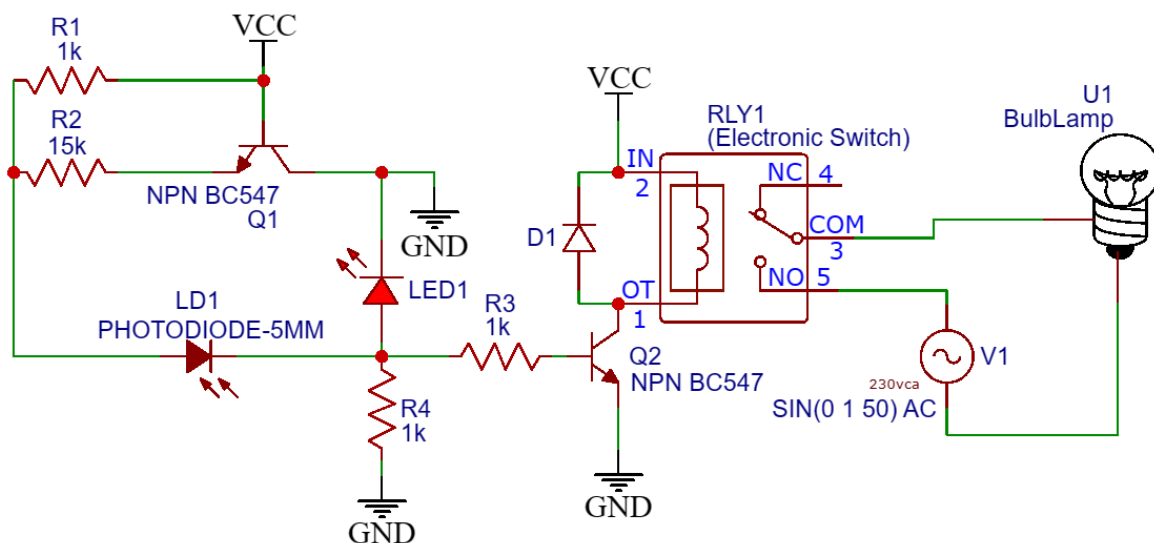 R1
1k
VCC
R2
15k
NPN BC547
Q1
GND
LD1
PHOTODIODE-5MM
LED1
R3
1k
R4
1k
GND
VCC
RLY1
(Electronic Switch)
IN
2
NC 4
COM
3
NO 5
OT
1
D1
Q2
NPN BC547
GND
U1
BulbLamp
V1
230vca
SIN(0 1 50) AC